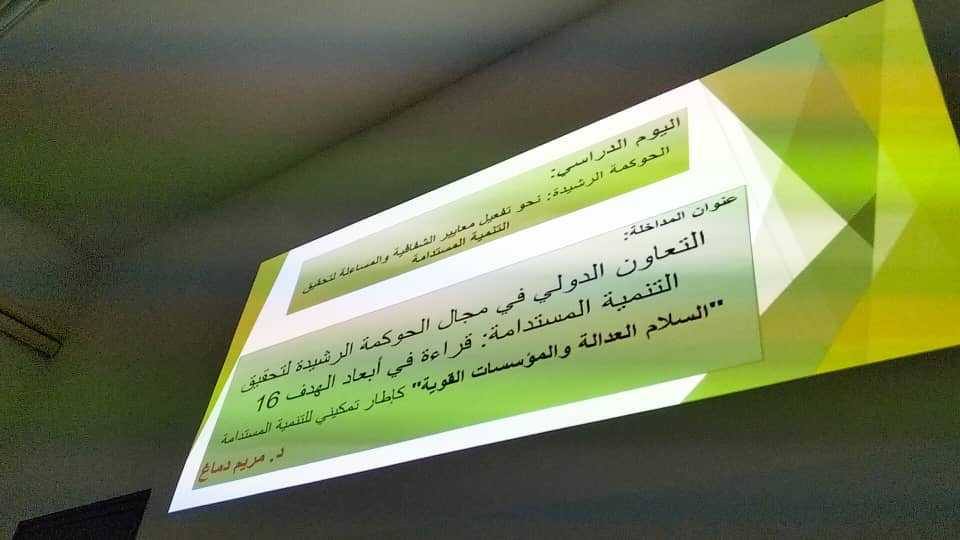 اليوم الدراسي:
الحوكمة الرشيدة: نحو تفعيل معايير الشفافية والمساءلة لتحقيق
التنمية المستدامة
عنوان المداخلة:
التعاون الدولي في مجال الحوكمة الرشيدة لتحقيق
التنمية المستدامة: قراءة في أبعاد الهدف 16
"السلام العدالة والمؤسسات القوية" كإطار تمكيني للتنمية المستدامة
د. مريم دماغ